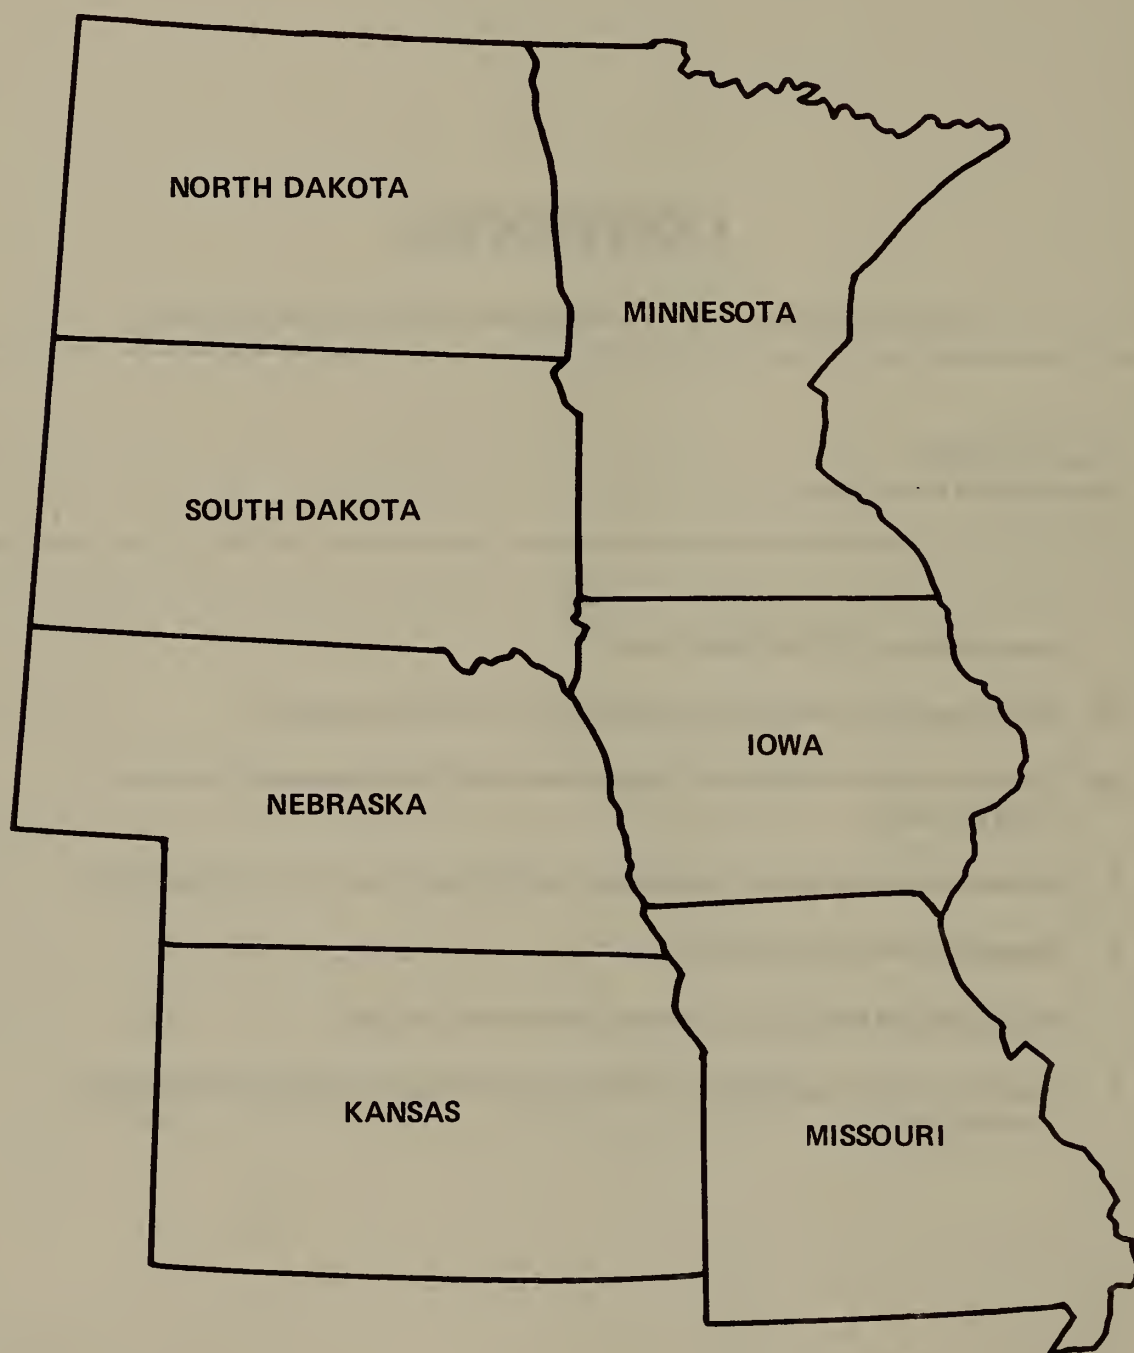 NORTH DAKOTA
MINNESOTA
SOUTH DAKOTA
IOWA
NEBRASKA
KANSAS
MISSOURI